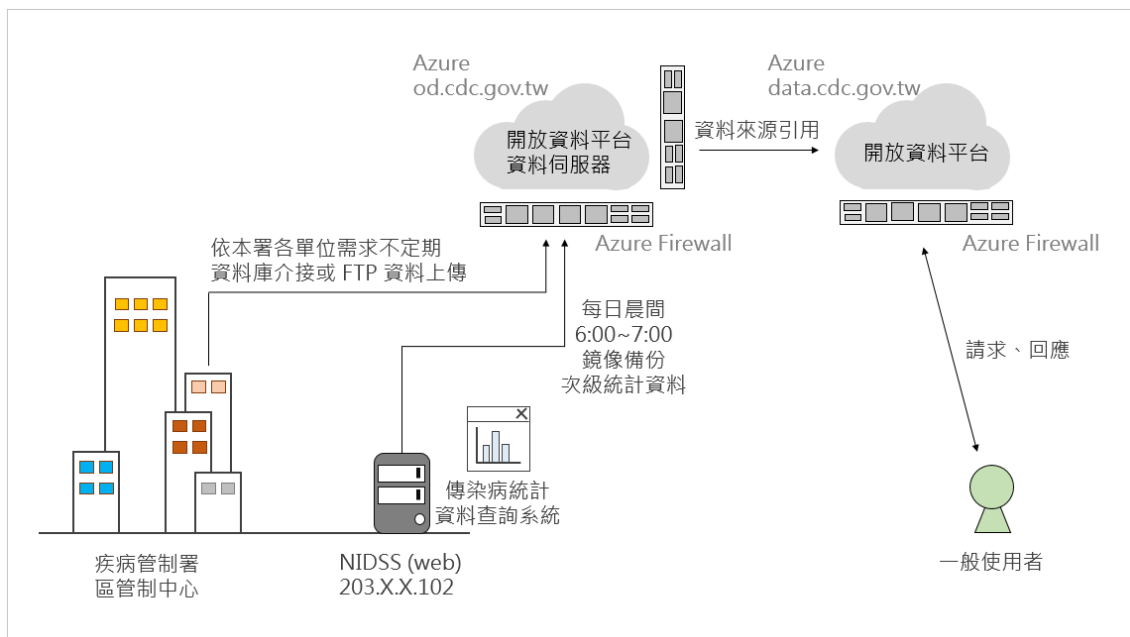 Azure
od.cdc.gov.tw
開放資料平台
資料伺服器
Azure Firewall
資料來源引用
Azure
data.cdc.gov.tw
開放資料平台
Azure Firewall
依本署各單位需求不定期
資料庫介接或 FTP 資料上傳
每日晨間
6:00~7:00
鏡像備份
次級統計資料
請求、回應
傳染病統計
資料查詢系統
疾病管制署
區管制中心
NIDSS (web)
203.X.X.102
一般使用者